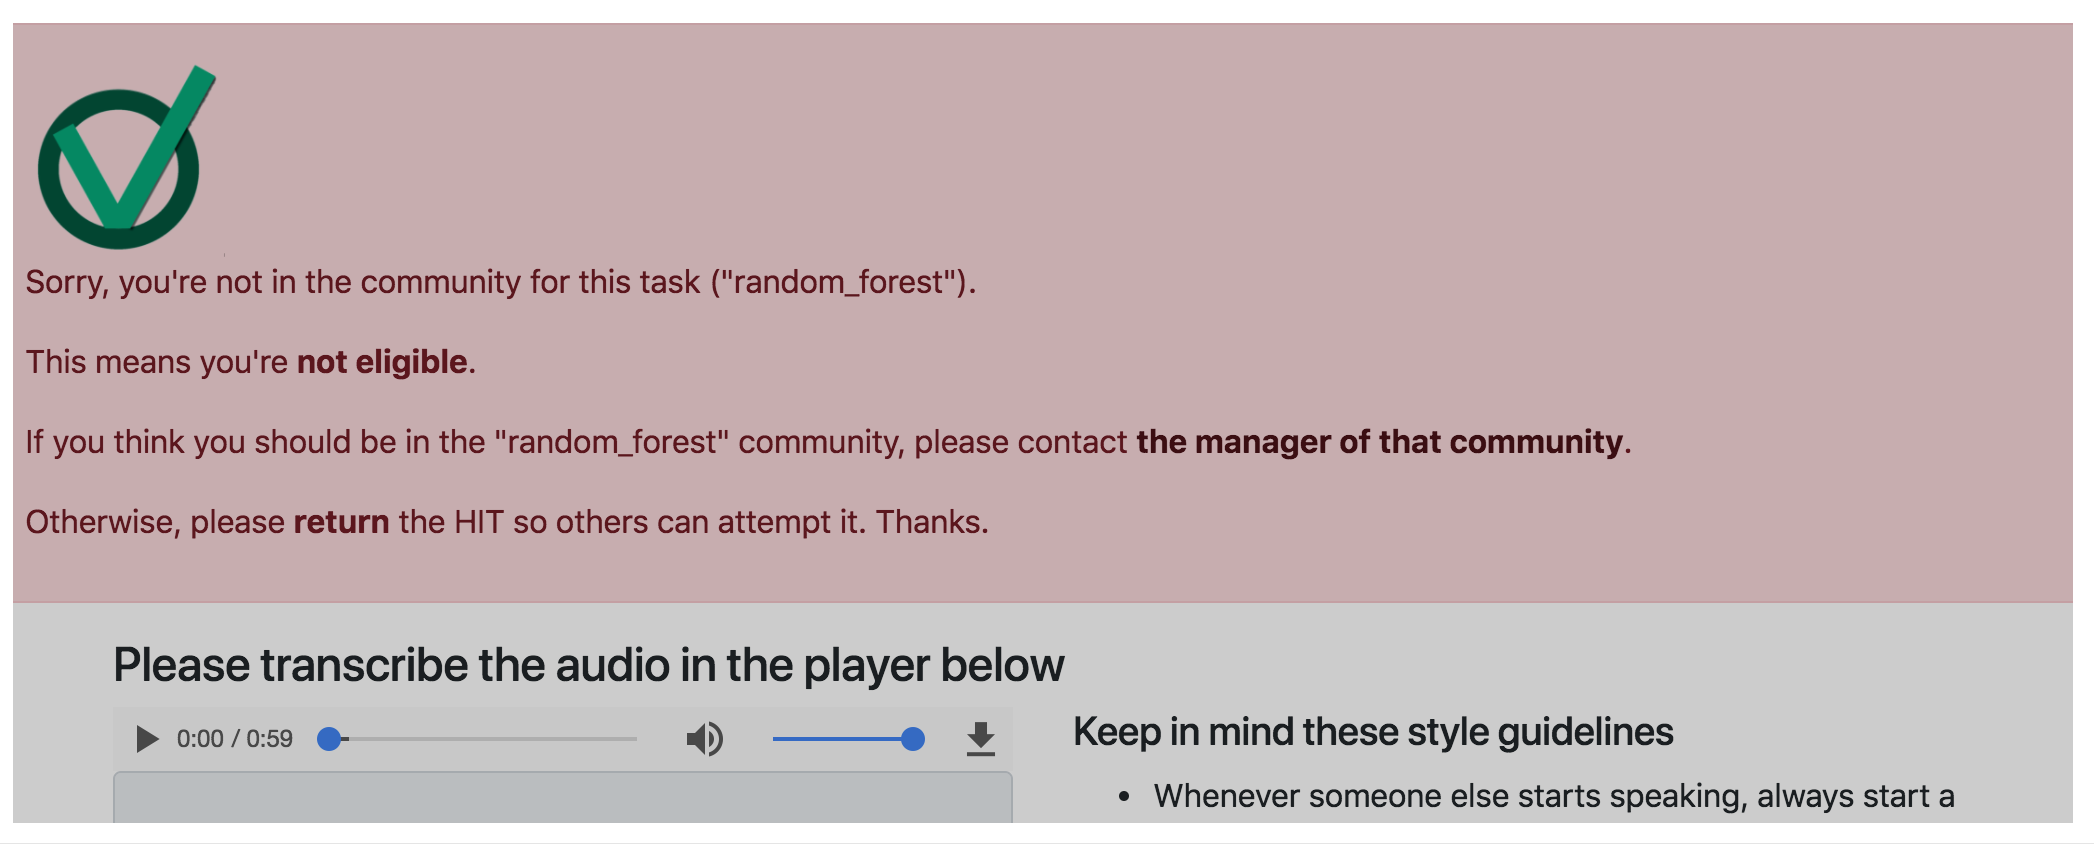 Sorry, you're not in the community for this task ("random_forest").
This means you're not eligible.
If you think you should be in the "random_forest" community, please contact the manager of that community.
Otherwise, please return the HIT so others can attempt it. Thanks.
Please transcribe the audio in the player below
0:00 / 0:59
Keep in mind these style guidelines
• Whenever someone else starts speaking, always start a